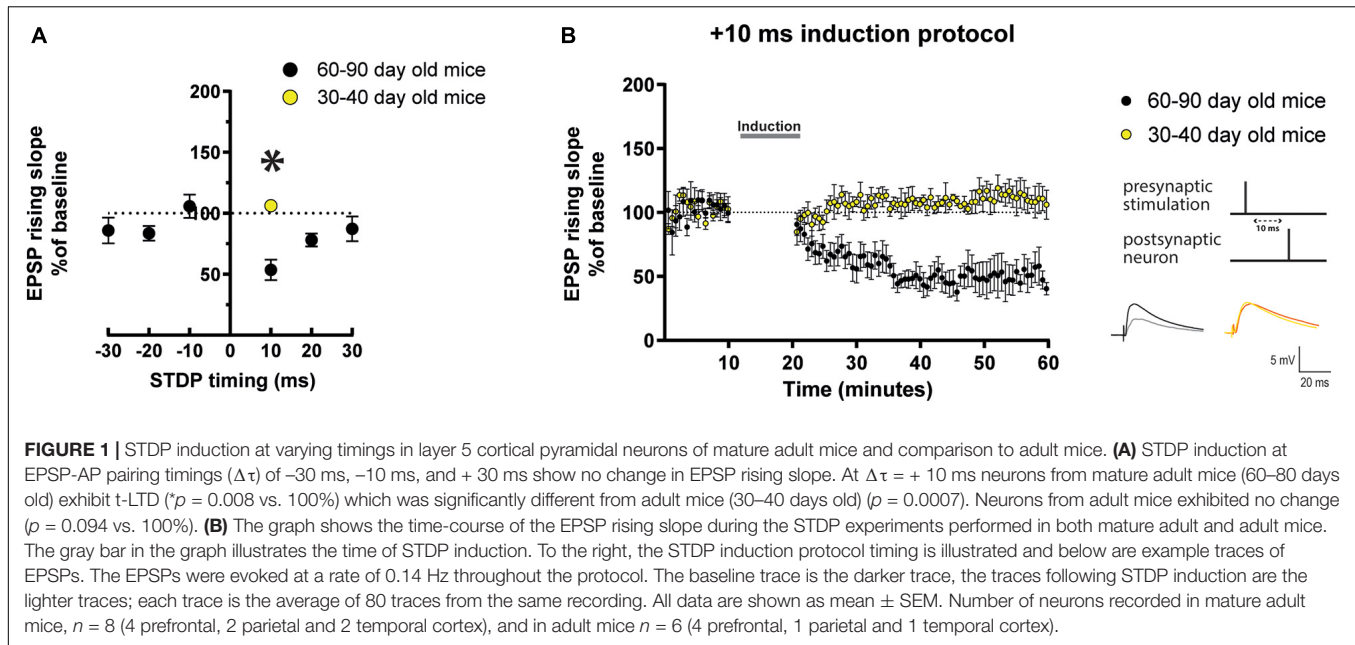 A
60-90 day old mice
30-40 day old mice
EPSP rising slope
%of baseline
200
150
100
50
*
-30 -20 -10 0 10 20 30
STDP timing (ms)
B
+10 ms induction protocol
EPSP rising slope
% of baseline
200
150
100
50
0
Induction
10 20 30 40 50 60
Time (minutes)
60-90 day old mice
30-40 day old mice
presynaptic
stimulation
10 ms
postsynaptic
neuron
5 mV
20 ms
FIGURE 1 | STDP induction at varying timings in layer 5 cortical pyramidal neurons of mature adult mice and comparison to adult mice. (A) STDP induction at
EPSP-AP pairing timings (Δτ) of –30 ms, –10 ms, and + 30 ms show no change in EPSP rising slope. At Δτ = + 10 ms neurons from mature adult mice (60–80 days
old) exhibit t-LTD (*p = 0.008 vs. 100%) which was significantly different from adult mice (30–40 days old) (p = 0.0007). Neurons from adult mice exhibited no change
(p = 0.094 vs. 100%). (B) The graph shows the time-course of the EPSP rising slope during the STDP experiments performed in both mature adult and adult mice.
The gray bar in the graph illustrates the time of STDP induction. To the right, the STDP induction protocol timing is illustrated and below are example traces of
EPSPs. The EPSPs were evoked at a rate of 0.14 Hz throughout the protocol. The baseline trace is the darker trace, the traces following STDP induction are the
lighter traces; each trace is the average of 80 traces from the same recording. All data are shown as mean ± SEM. Number of neurons recorded in mature adult
mice, n = 8 (4 prefrontal, 2 parietal and 2 temporal cortex), and in adult mice n = 6 (4 prefrontal, 1 parietal and 1 temporal cortex).